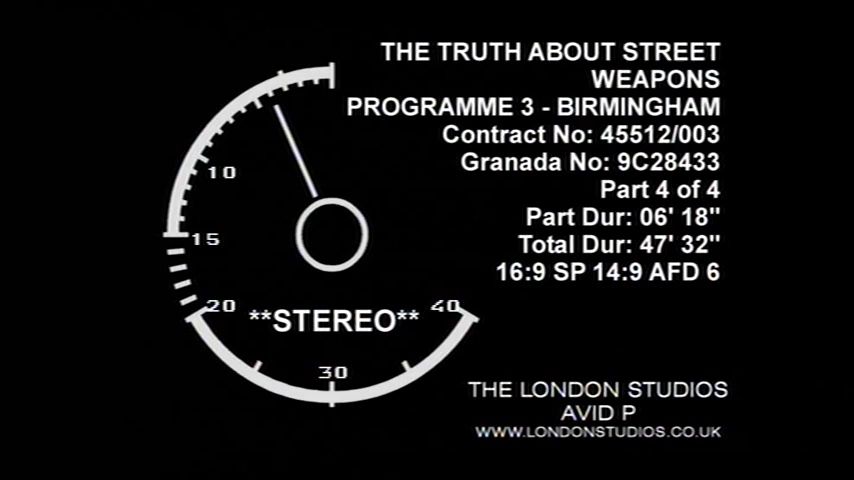 THE TRUTH ABOUT STREET
WEAPONS
PROGRAMME 3 - BIRMINGHAM
Contract No: 45512/003
Granada No: 9C28433
Part 4 of 4
Part Dur: 06' 18"
Total Dur: 47' 32"
16:9 SP 14:9 AFD 6
10
15
20
**STEREO**
40
30
THE LONDON STUDIOS
AVID P
WWW.LONDONSTUDIOS.CO.UK